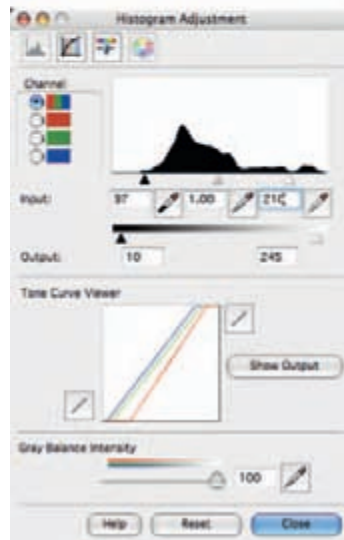 Histogram Adjustment
Channel
Input: 97 1.00 210
Output: 10 245
Tone Curve Viewer
Show Output
Gray Balance Intensity
100
Help Reset Close